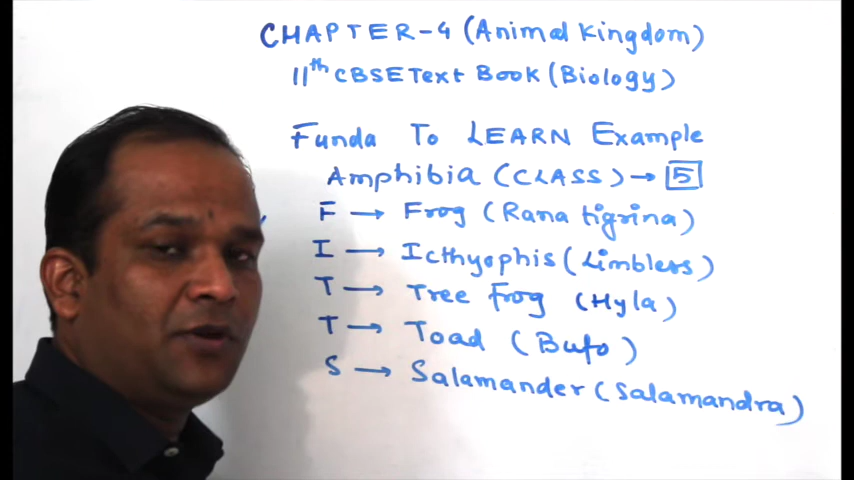 CHAPTER-4 (Animal Kingdom)
11th CBSE Text Book (Biology)
Funda To LEARN Example
Amphibia (CLASS) → 5
F → Frog (Rana tigrina)
I → Icthyophis (Limbless)
T → Tree frog (Hyla)
T → Toad (Bufo)
S → Salamander (Salamandra)